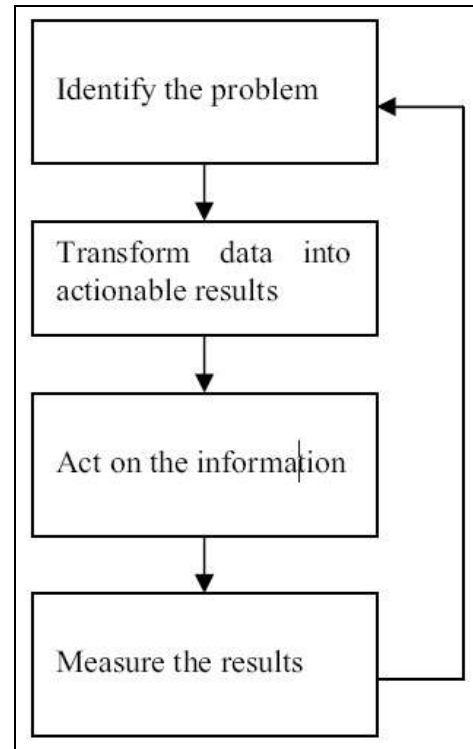 Identify the problem
Transform data into
actionable results
Act on the information
Measure the results